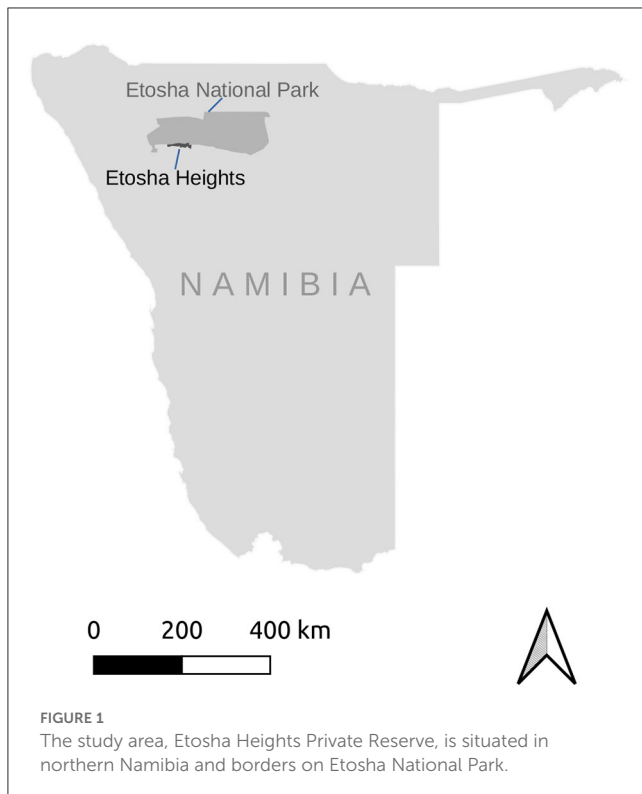 Etosha National Park
Etosha Heights
NAMIBIA
0 200 400 km
FIGURE 1
The study area, Etosha Heights Private Reserve, is situated in
northern Namibia and borders on Etosha National Park.